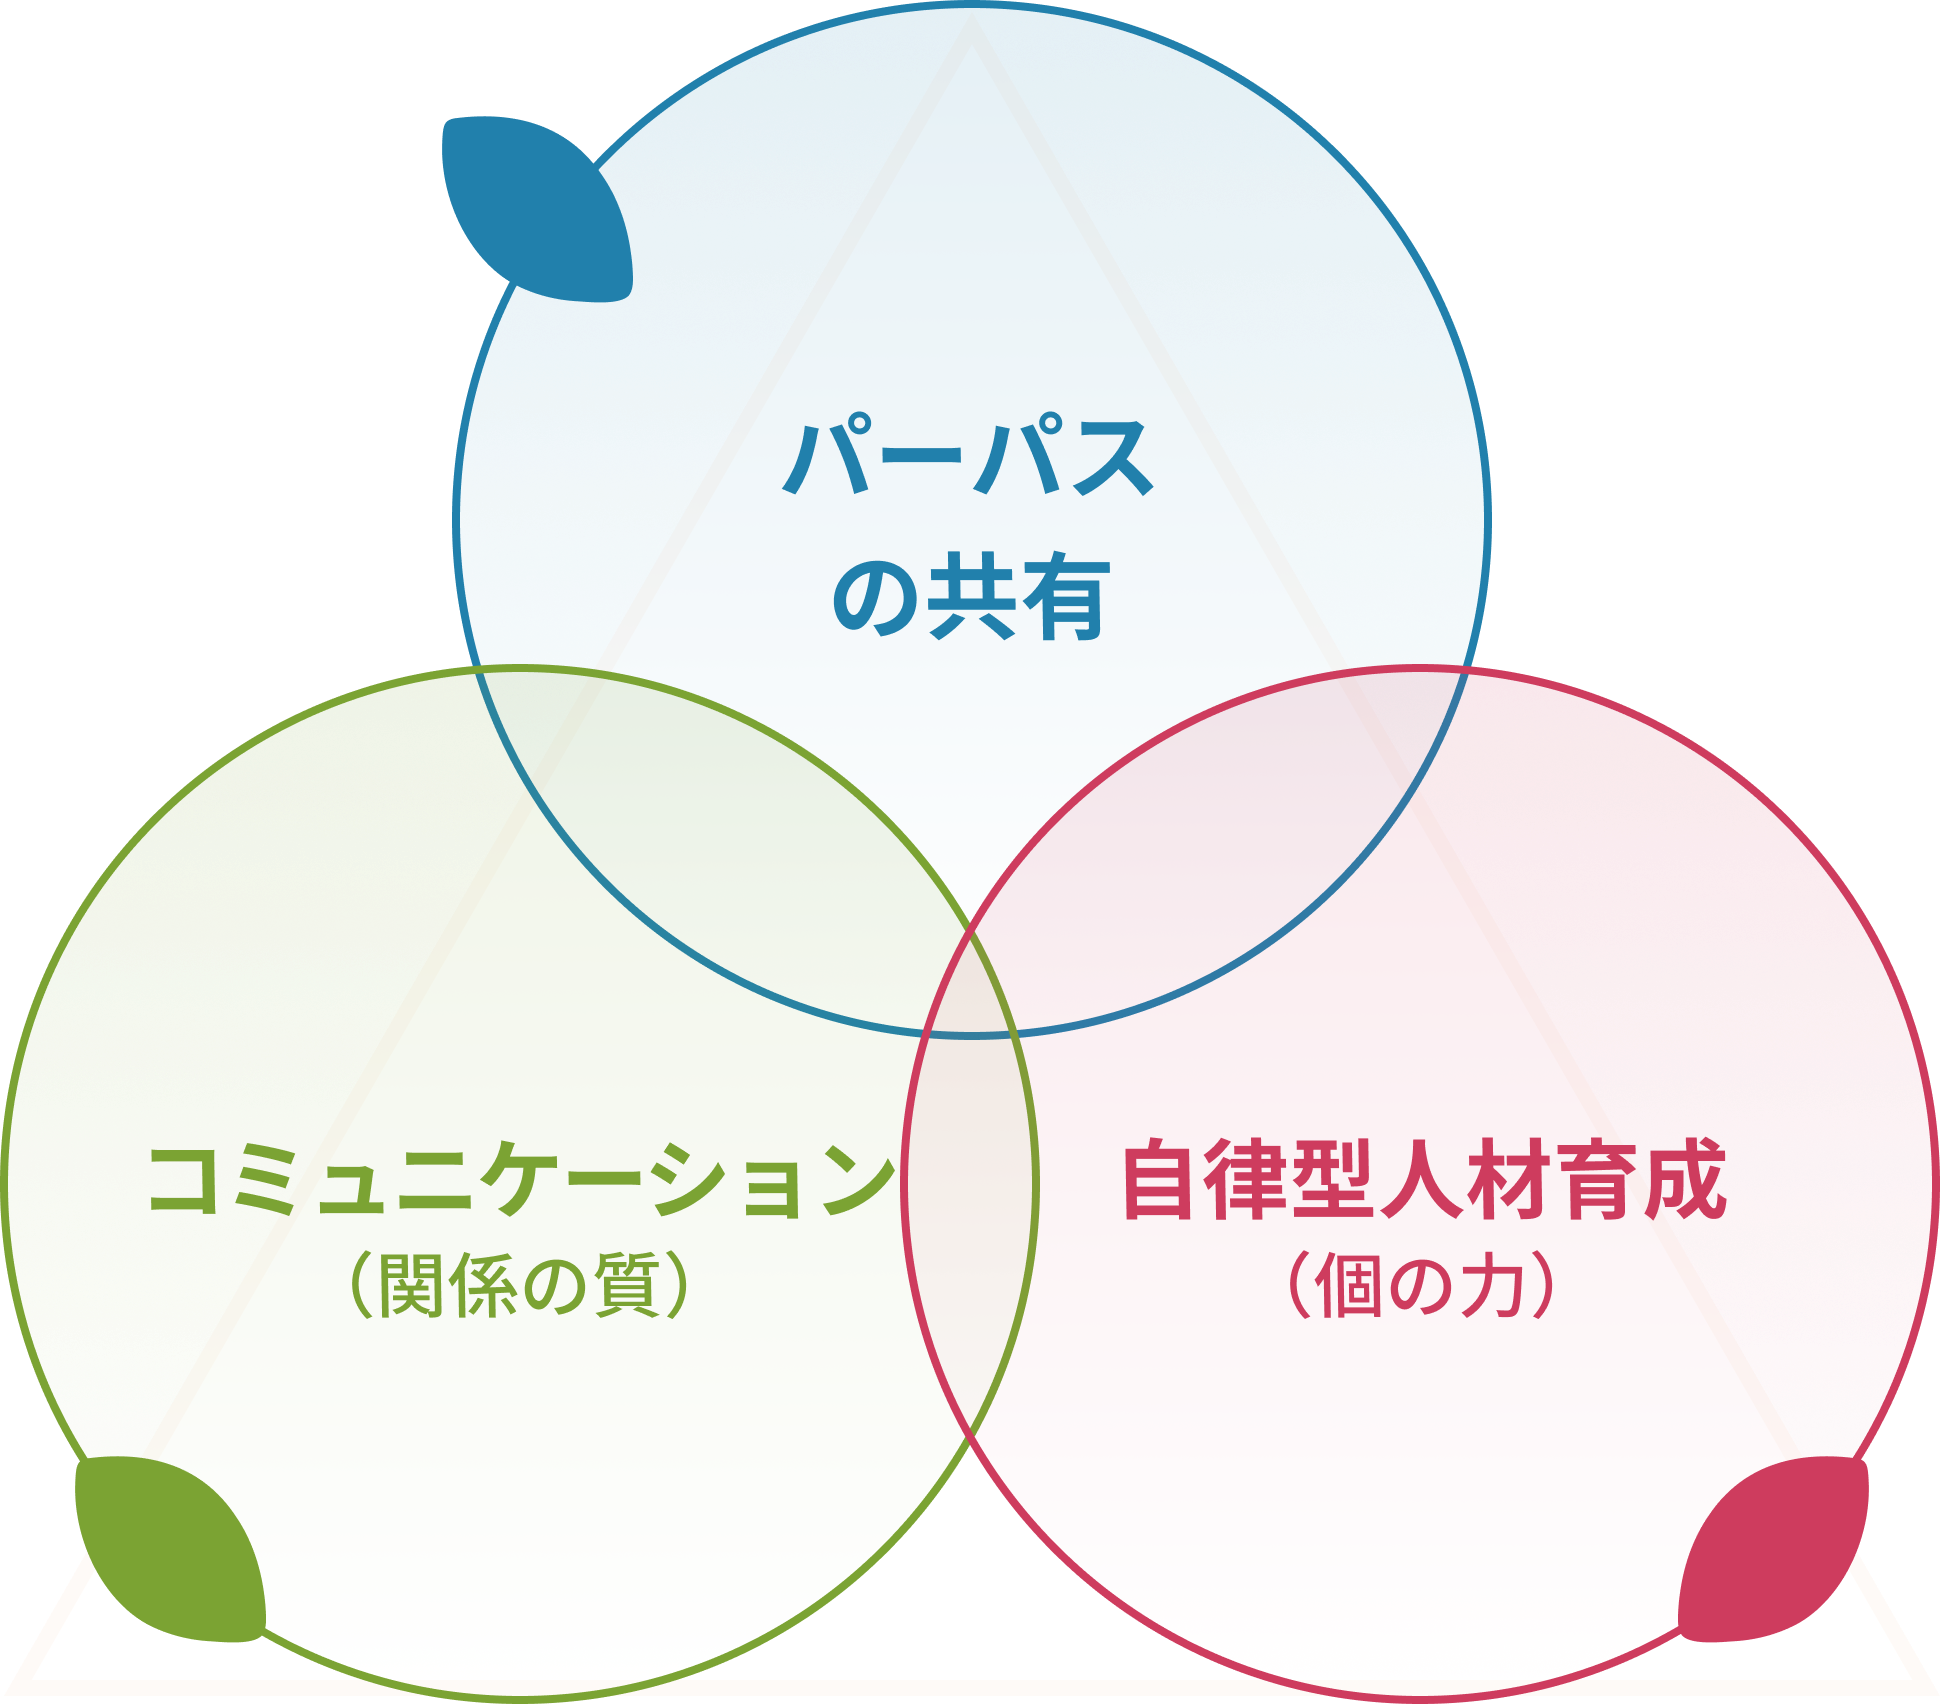 パーパス
の共有
コミュニケーション
（関係の質）
自律型人材育成
（個の力）